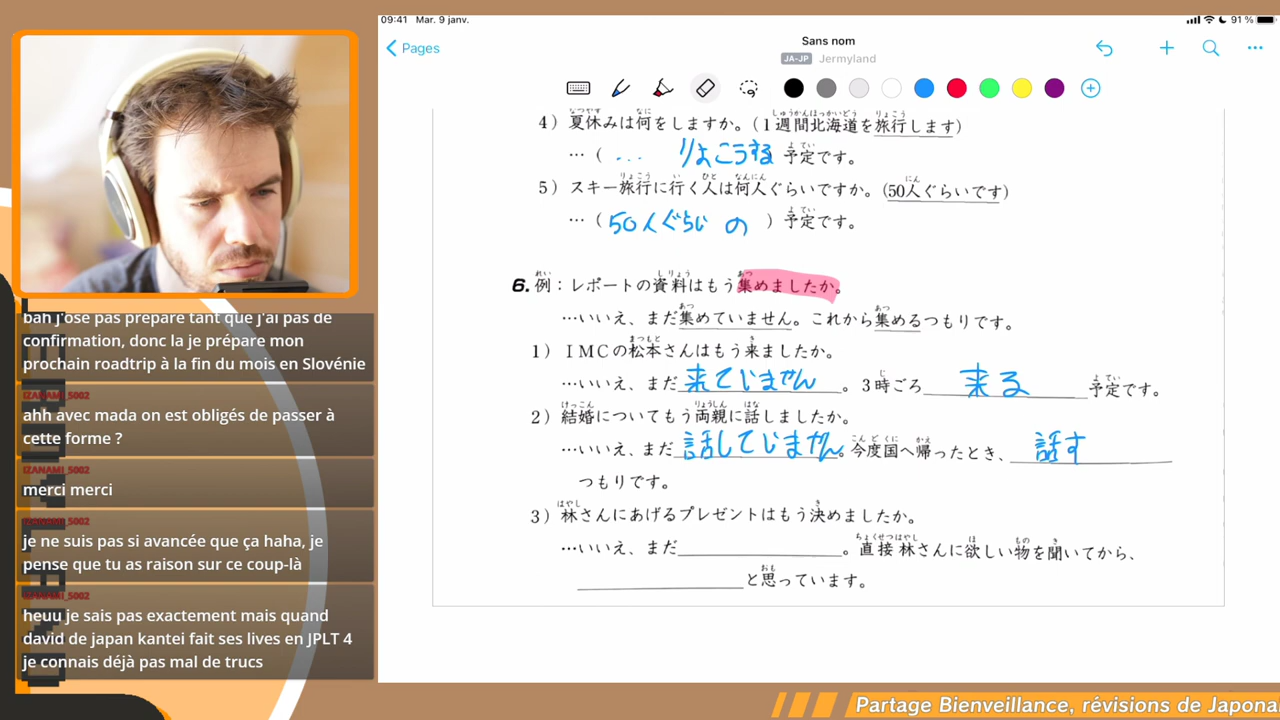 09:41 Mar. 9 janv.
91 %
Pages
Sans nom
JA-JP Jermyland
4) 夏休みは何をしますか。(1週間北海道を旅行します)
… ( ... りょこうする 予定です。
5) スキー旅行に行く人は何人ぐらいですか。(50人ぐらいです)
… ( 50人ぐらい の ) 予定です。
6. 例：レポートの資料はもう集めましたか。
…いいえ、まだ集めていません。これから集めるつもりです。
1) IMCの松本さんはもう来ましたか。
…いいえ、まだ 来ていません 。3時ごろ 来る 予定です。
2) 結婚についてもう両親に話しましたか。
…いいえ、まだ 話していません。今度国へ帰ったとき、 話す
つもりです。
3) 林さんにあげるプレゼントはもう決めましたか。
…いいえ、まだ 。直接林さんに欲しい物を聞いてから、
と思っています。
bah j'ose pas préparé tant que j'ai pas de
confirmation, donc la je prépare mon
prochain roadtrip à la fin du mois en Slovénie
IZANAMI_5002
ahh avec mada on est obligés de passer à
cette forme ?
IZANAMI_5002
merci merci
IZANAMI_5002
je ne suis pas si avancée que ça haha, je
pense que tu as raison sur ce coup-là
IZANAMI_5002
heuu je sais pas exactement mais quand
david de japan kantei fait ses lives en JPLT 4
je connais déjà pas mal de trucs
Partage Bienveillance, révisions de Japona